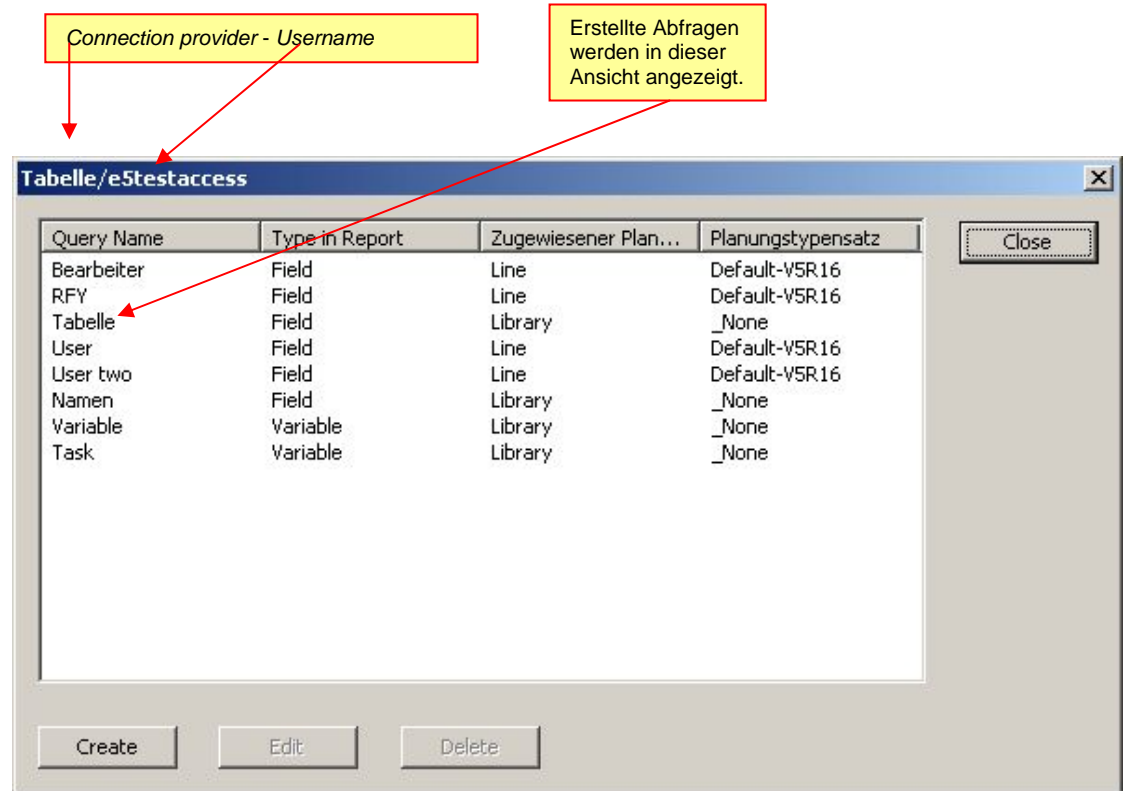 Connection provider - Username
Erstellte Abfragen
werden in dieser
Ansicht angezeigt.
Tabelle/e5testaccess
Query Name Type in Report Zugewiesener Plan... Planungstypensatz
Close
Bearbeiter Field Line Default-V5R16
RFY Field Line Default-V5R16
Tabelle Field Library _None
User Field Line Default-V5R16
User two Field Line Default-V5R16
Namen Field Library _None
Variable Variable Library _None
Task Variable Library _None
Create Edit Delete